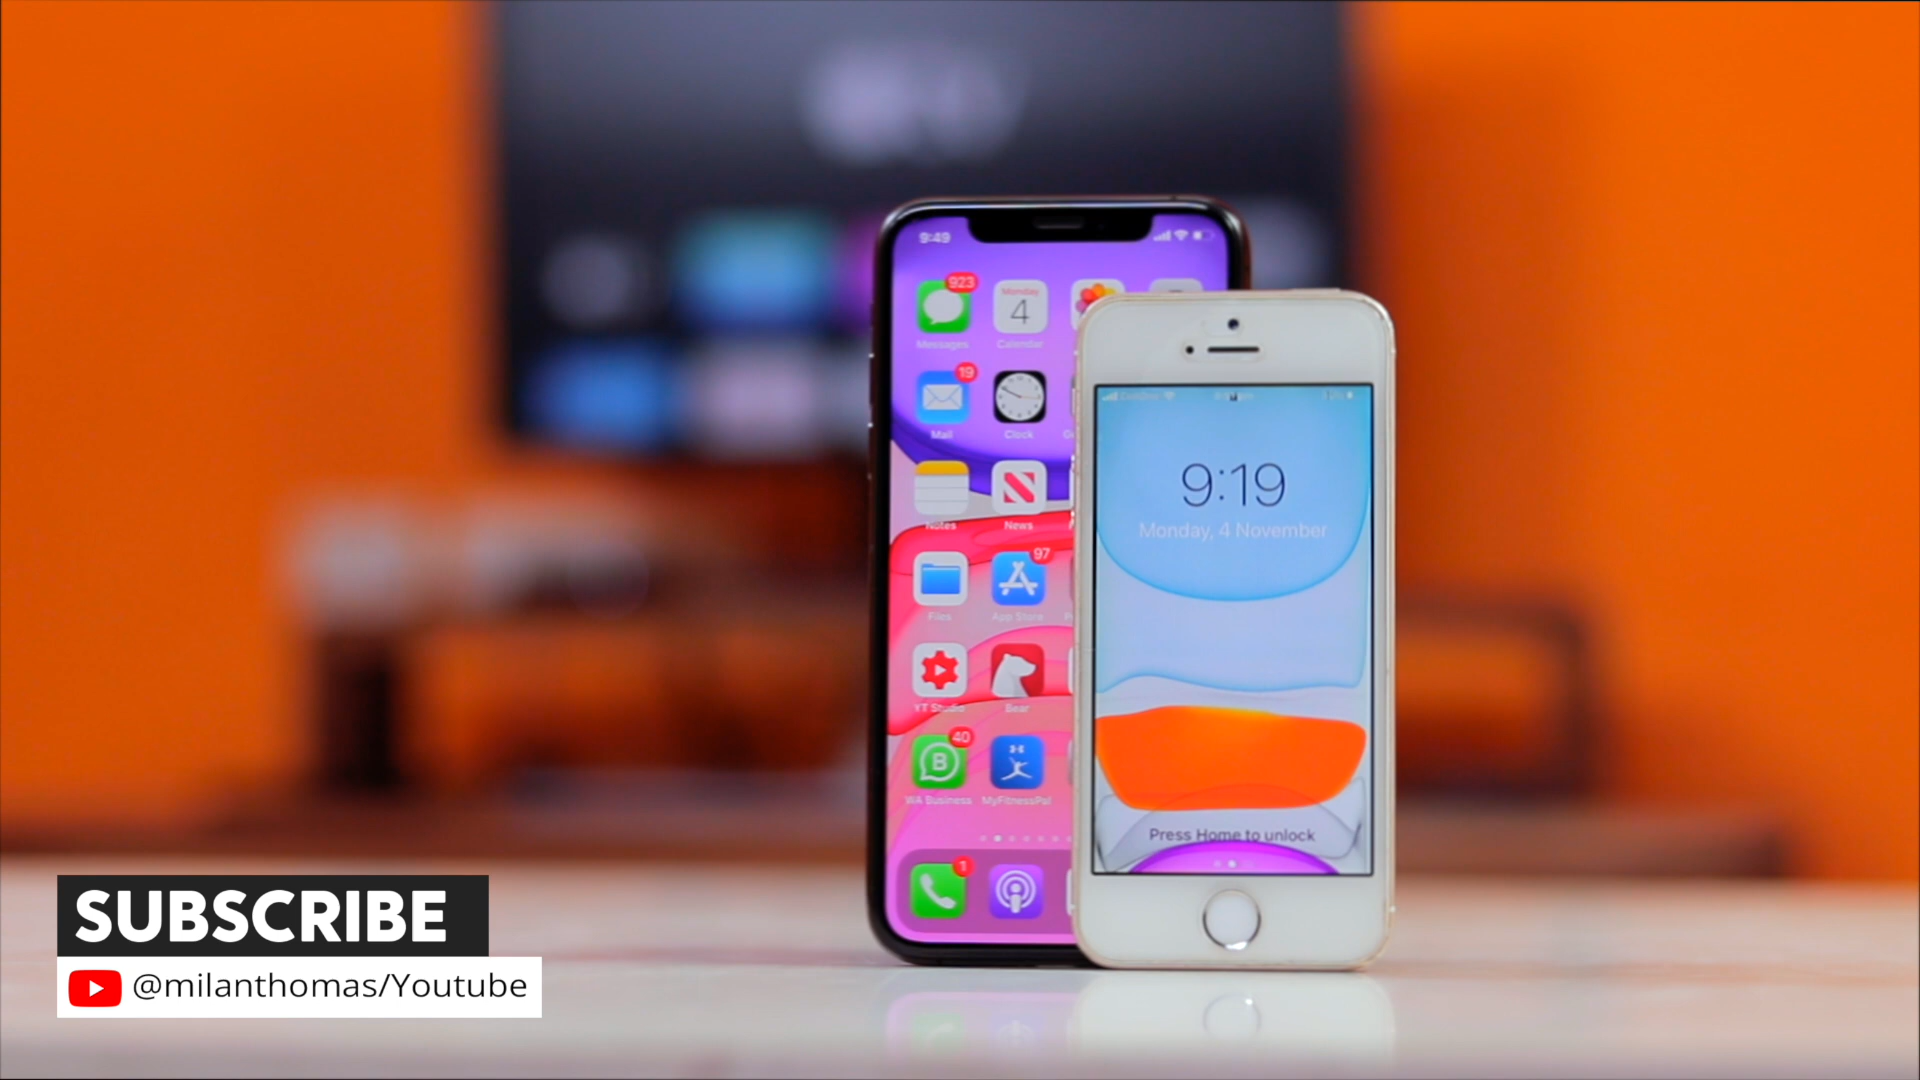 9:49
923
Messages
Monday
4
Calendar
19
Mail
Clock
Notes
News
97
Files
App Store
YT Studio
Bear
40
B
WA Business
MyFitnessPal
1
9:19
Monday, 4 November
Press Home to unlock
SUBSCRIBE
@milanthomas/Youtube